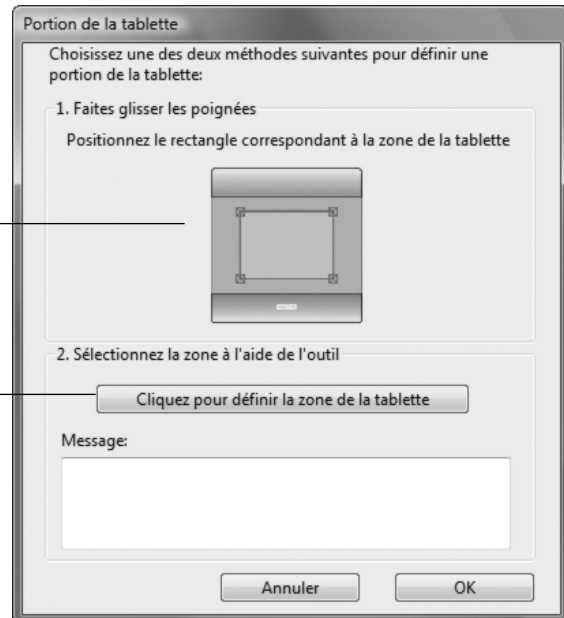 Portion de la tablette
Choisissez une des deux méthodes suivantes pour définir une
portion de la tablette:
1. Faites glisser les poignées
Positionnez le rectangle correspondant à la zone de la tablette
2. Sélectionnez la zone à l'aide de l'outil
Cliquez pour définir la zone de la tablette
Message:
Annuler
OK